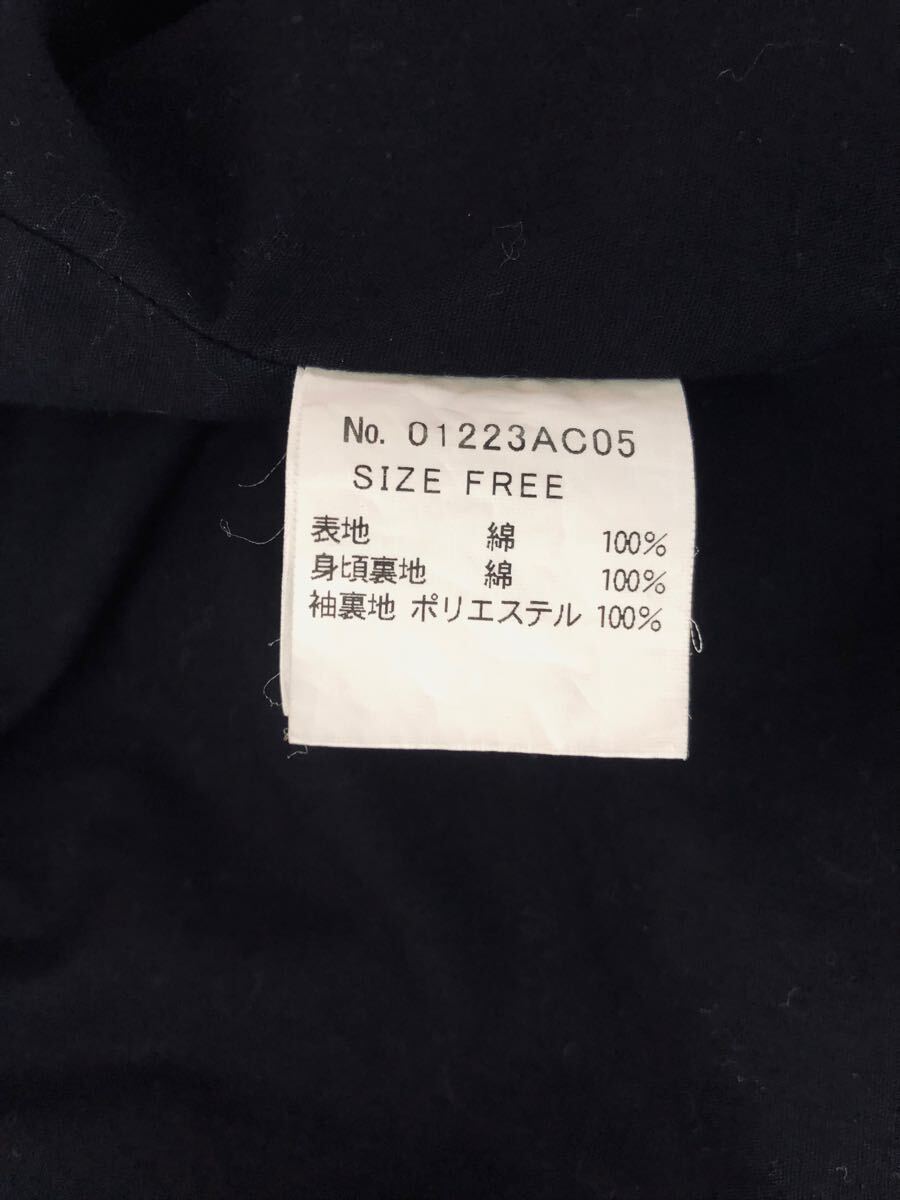 No. 01223AC05
SIZE FREE
表地 綿 100%
身頃裏地 綿 100%
袖裏地 ポリエステル 100%